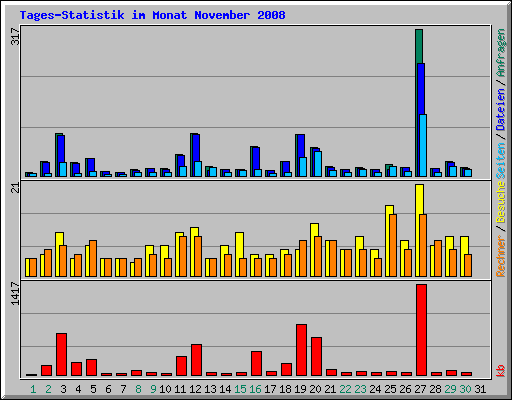 Tages-Statistik im Monat November 2008
317
21
1417
Rechner / Besuche Seiten / Dateien / Anfragen
kb
1 2 3 4 5 6 7 8 9 10 11 12 13 14 15 16 17 18 19 20 21 22 23 24 25 26 27 28 29 30 31